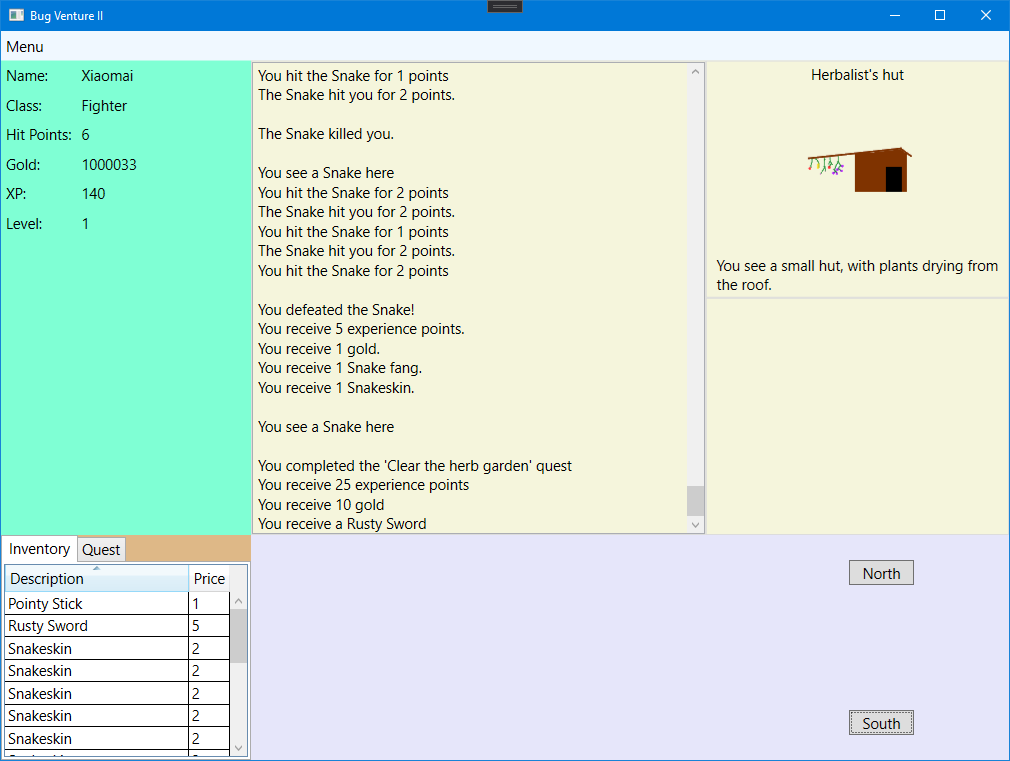 Bug Venture II
Menu
Name: Xiaomai
Class: Fighter
Hit Points: 6
Gold: 1000033
XP: 140
Level: 1
You hit the Snake for 1 points
The Snake hit you for 2 points.
The Snake killed you.
You see a Snake here
You hit the Snake for 2 points
The Snake hit you for 2 points.
You hit the Snake for 1 points
The Snake hit you for 2 points.
You hit the Snake for 2 points
You defeated the Snake!
You receive 5 experience points.
You receive 1 gold.
You receive 1 Snake fang.
You receive 1 Snakeskin.
You see a Snake here
You completed the 'Clear the herb garden' quest
You receive 25 experience points
You receive 10 gold
You receive a Rusty Sword
Herbalist's hut
You see a small hut, with plants drying from
the roof.
Inventory Quest
Description Price
Pointy Stick 1
Rusty Sword 5
Snakeskin 2
Snakeskin 2
Snakeskin 2
Snakeskin 2
Snakeskin 2
North
South